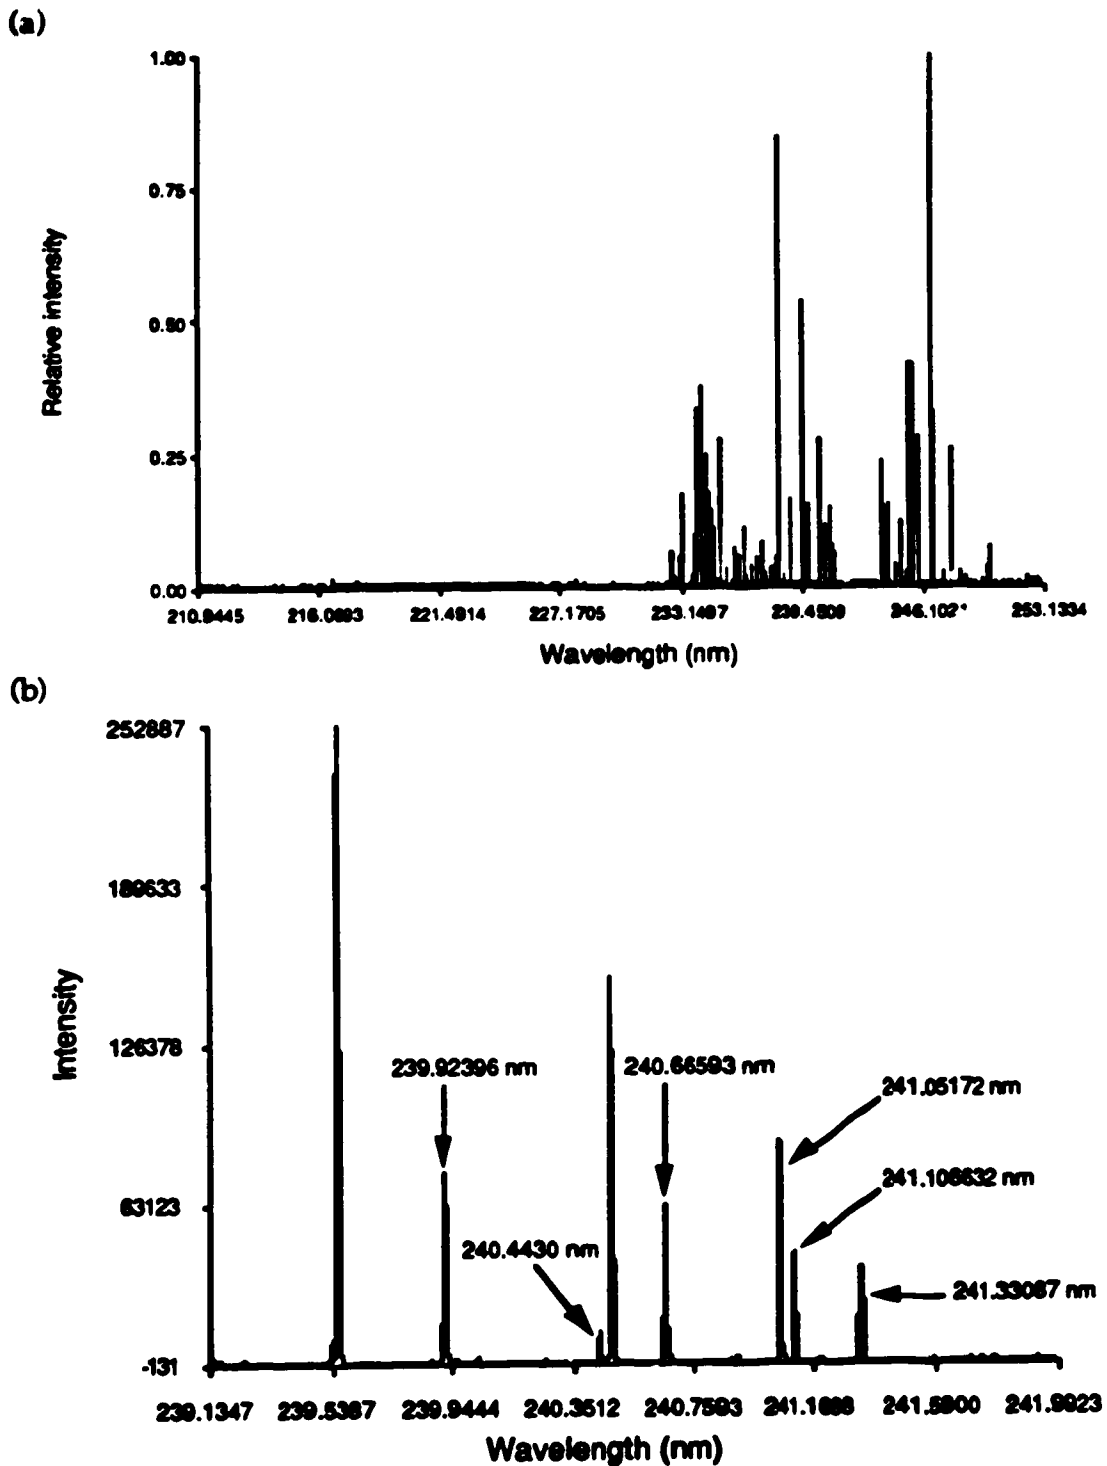 (a)
1.00
0.75
0.50
0.25
0.00
Relative intensity
210.9445 216.0893 221.4914 227.1705 233.1497 239.4509 246.102* 253.1334
Wavelength (nm)
(b)
252887
189633
126378
63123
-131
Intensity
239.92396 nm
240.66593 nm
241.05172 nm
241.106632 nm
240.4430 nm
241.33087 nm
239.1347 239.5387 239.9444 240.3512 240.7593 241.1688 241.5800 241.9923
Wavelength (nm)